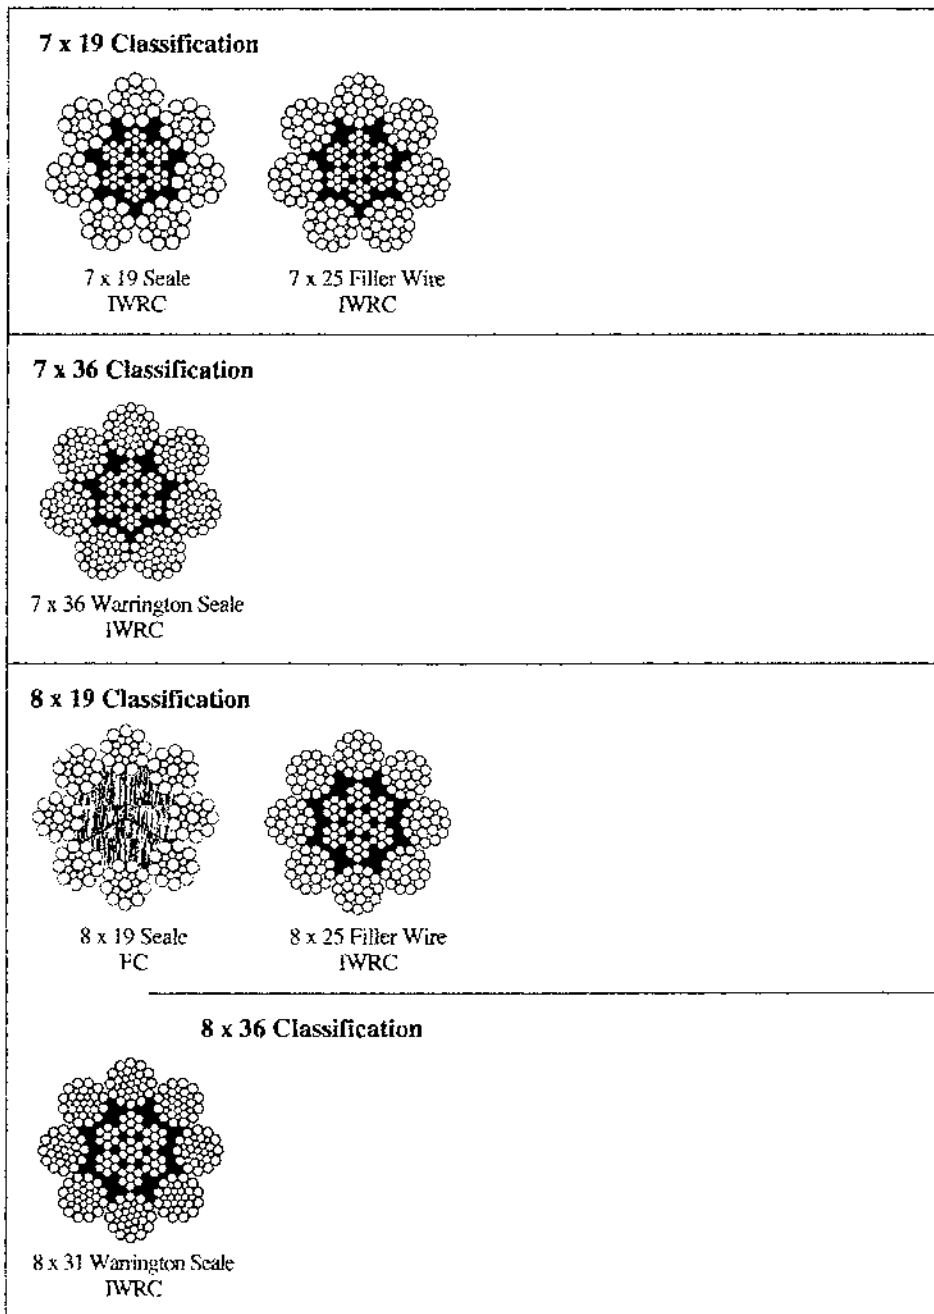 7 x 19 Classification
7 x 19 Seale
IWRC
7 x 25 Filler Wire
IWRC
7 x 36 Classification
7 x 36 Warrington Seale
IWRC
8 x 19 Classification
8 x 19 Seale
FC
8 x 25 Filler Wire
IWRC
8 x 36 Classification
8 x 31 Warrington Seale
IWRC